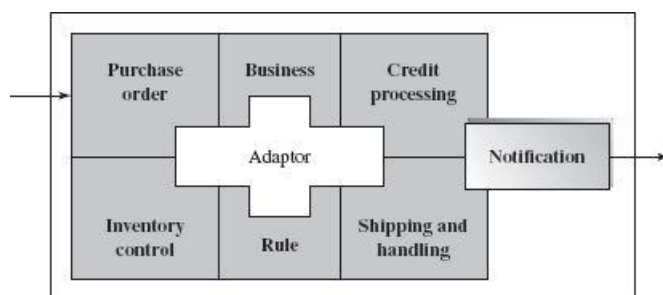 Purchase
order
Business
Credit
processing
Adaptor
Notification
Inventory
control
Rule
Shipping and
handling